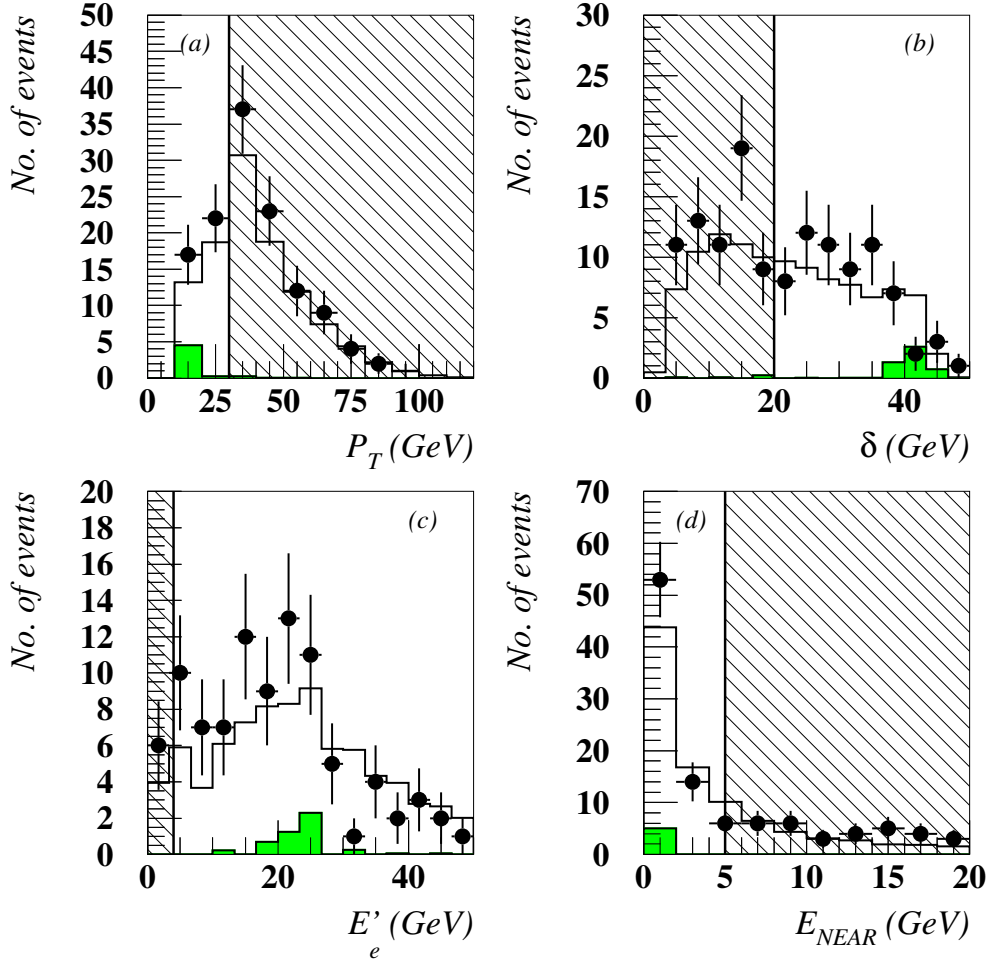 No. of events
50
45
40
35
30
25
20
15
10
5
0
(a)
0 25 50 75 100
P_T (GeV)
No. of events
30
25
20
15
10
5
0
(b)
0 20 40
δ (GeV)
No. of events
20
18
16
14
12
10
8
6
4
2
0
(c)
0 20 40
E'_e (GeV)
No. of events
70
60
50
40
30
20
10
0
(d)
0 5 10 15 20
E_NEAR (GeV)